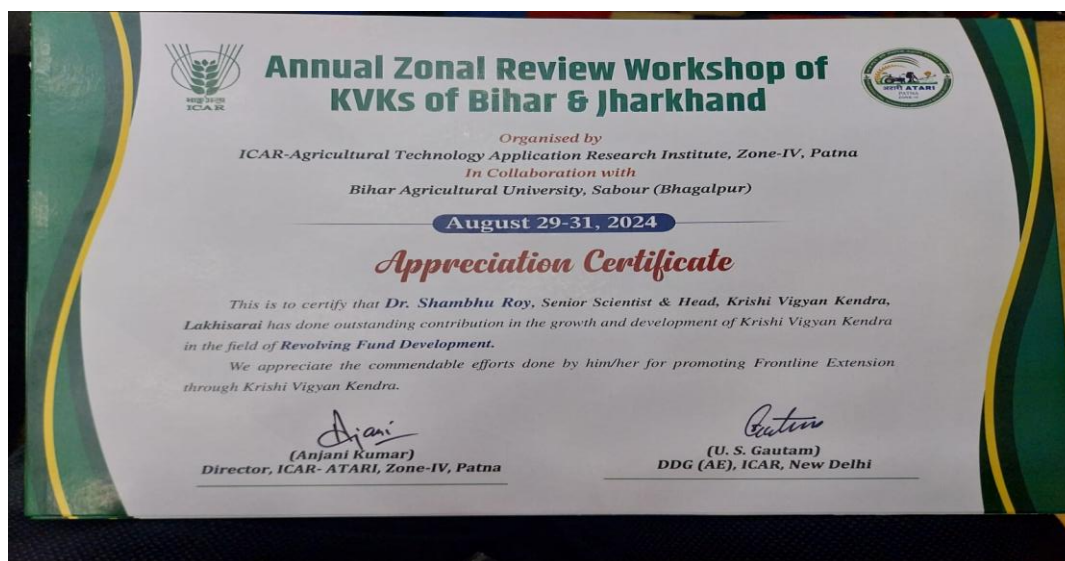 Annual Zonal Review Workshop of
KVKs of Bihar & Jharkhand
ICAR
ATARI
PATNA
Organised by
ICAR-Agricultural Technology Application Research Institute, Zone-IV, Patna
In Collaboration with
Bihar Agricultural University, Sabour (Bhagalpur)
August 29-31, 2024
Appreciation Certificate
This is to certify that Dr. Shambhu Roy, Senior Scientist & Head, Krishi Vigyan Kendra,
Lakhisarai has done outstanding contribution in the growth and development of Krishi Vigyan Kendra
in the field of Revolving Fund Development.
We appreciate the commendable efforts done by him/her for promoting Frontline Extension
through Krishi Vigyan Kendra.
Anjani
(Anjani Kumar)
Director, ICAR- ATARI, Zone-IV, Patna
(U. S. Gautam)
DDG (AE), ICAR, New Delhi